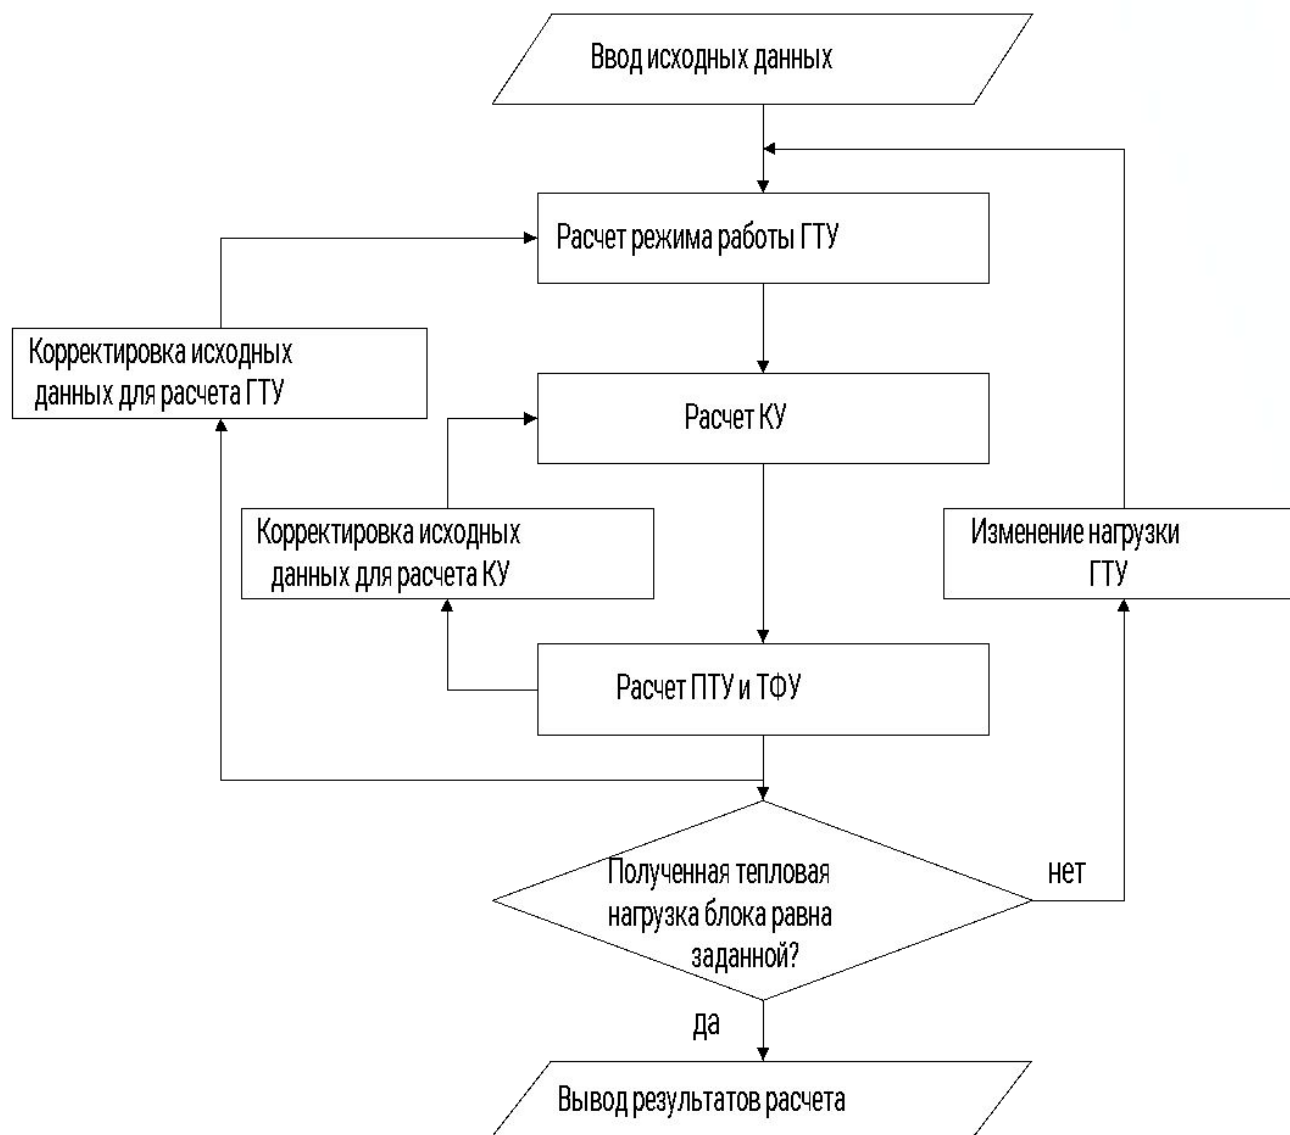 Ввод исходных данных
Расчет режима работы ГТУ
Корректировка исходных
данных для расчета ГТУ
Расчет КУ
Корректировка исходных
данных для расчета КУ
Изменение нагрузки
ГТУ
Расчет ПТУ и ТФУ
Полученная тепловая
нагрузка блока равна
заданной?
нет
да
Вывод результатов расчета